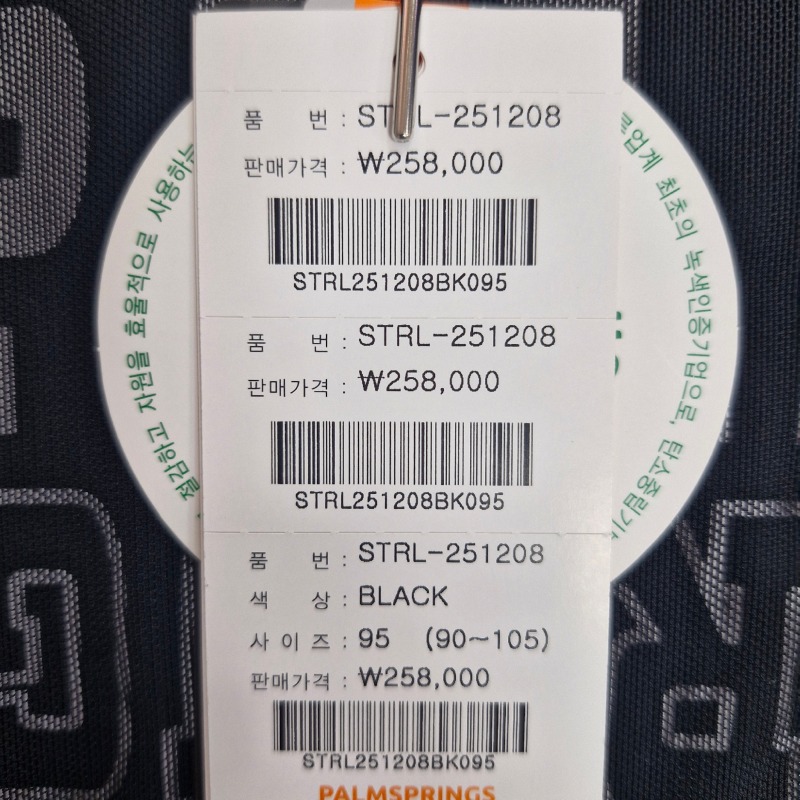 품 번 : STRL-251208
판매가격 : ₩258,000
STRL251208BK095
품 번 : STRL-251208
판매가격 : ₩258,000
STRL251208BK095
품 번 : STRL-251208
색 상 : BLACK
사 이 즈 : 95 (90~105)
판매가격 : ₩258,000
STRL251208BK095
PALMSPRINGS
절감하고 자원을 효율적으로 사용하는
최초의 녹색인증기업으로, 탄소중립